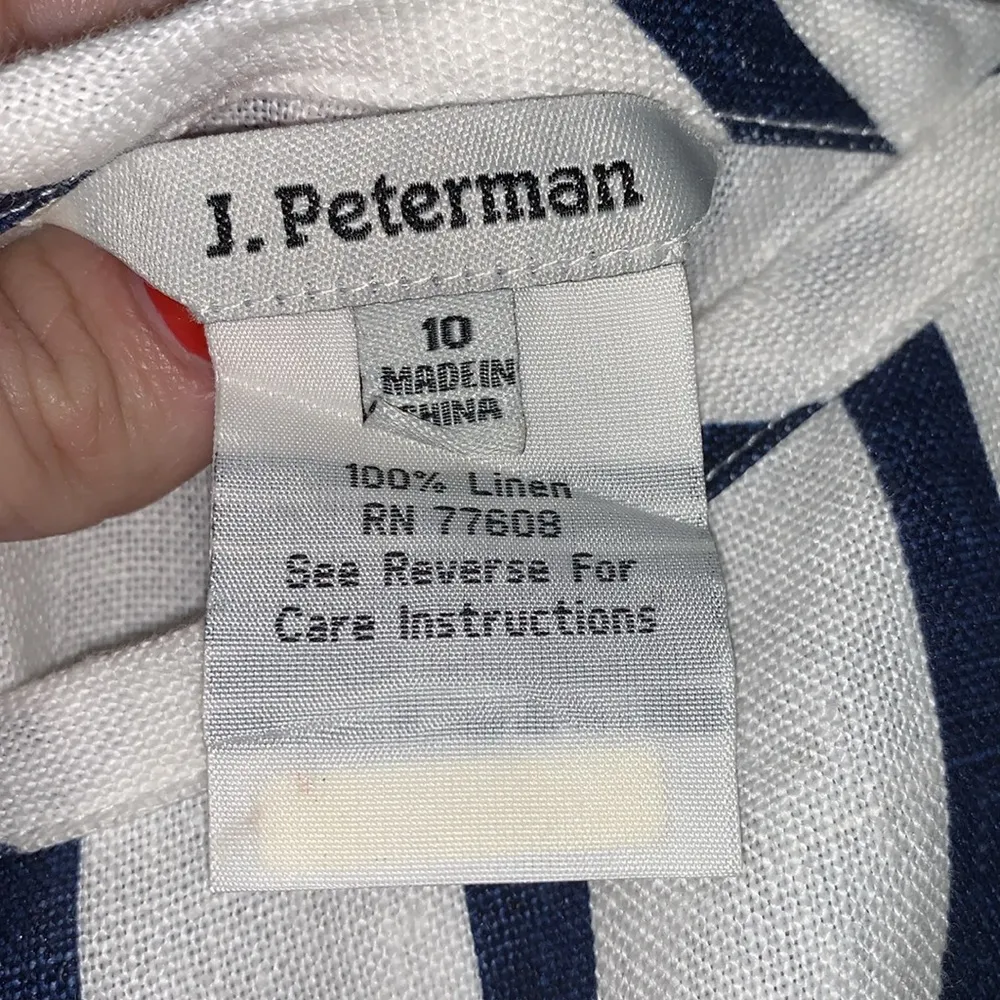 J. Peterman
10
MADE IN
CHINA
100% Linen
RN 77608
See Reverse For
Care Instructions